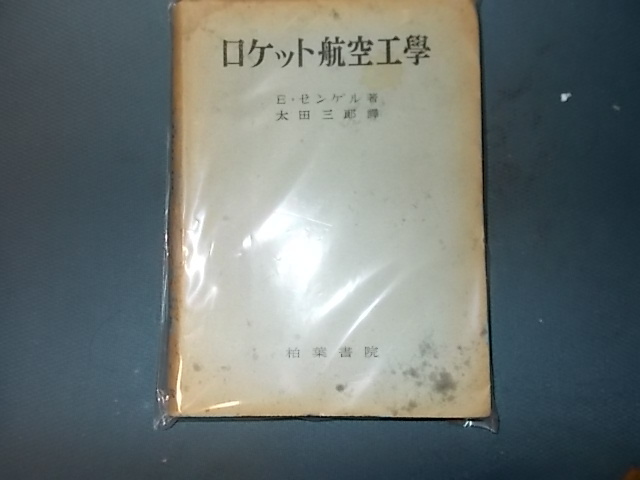 ロケット航空工學
E・ゼンゲル著
太田三郎譯
柏葉書院